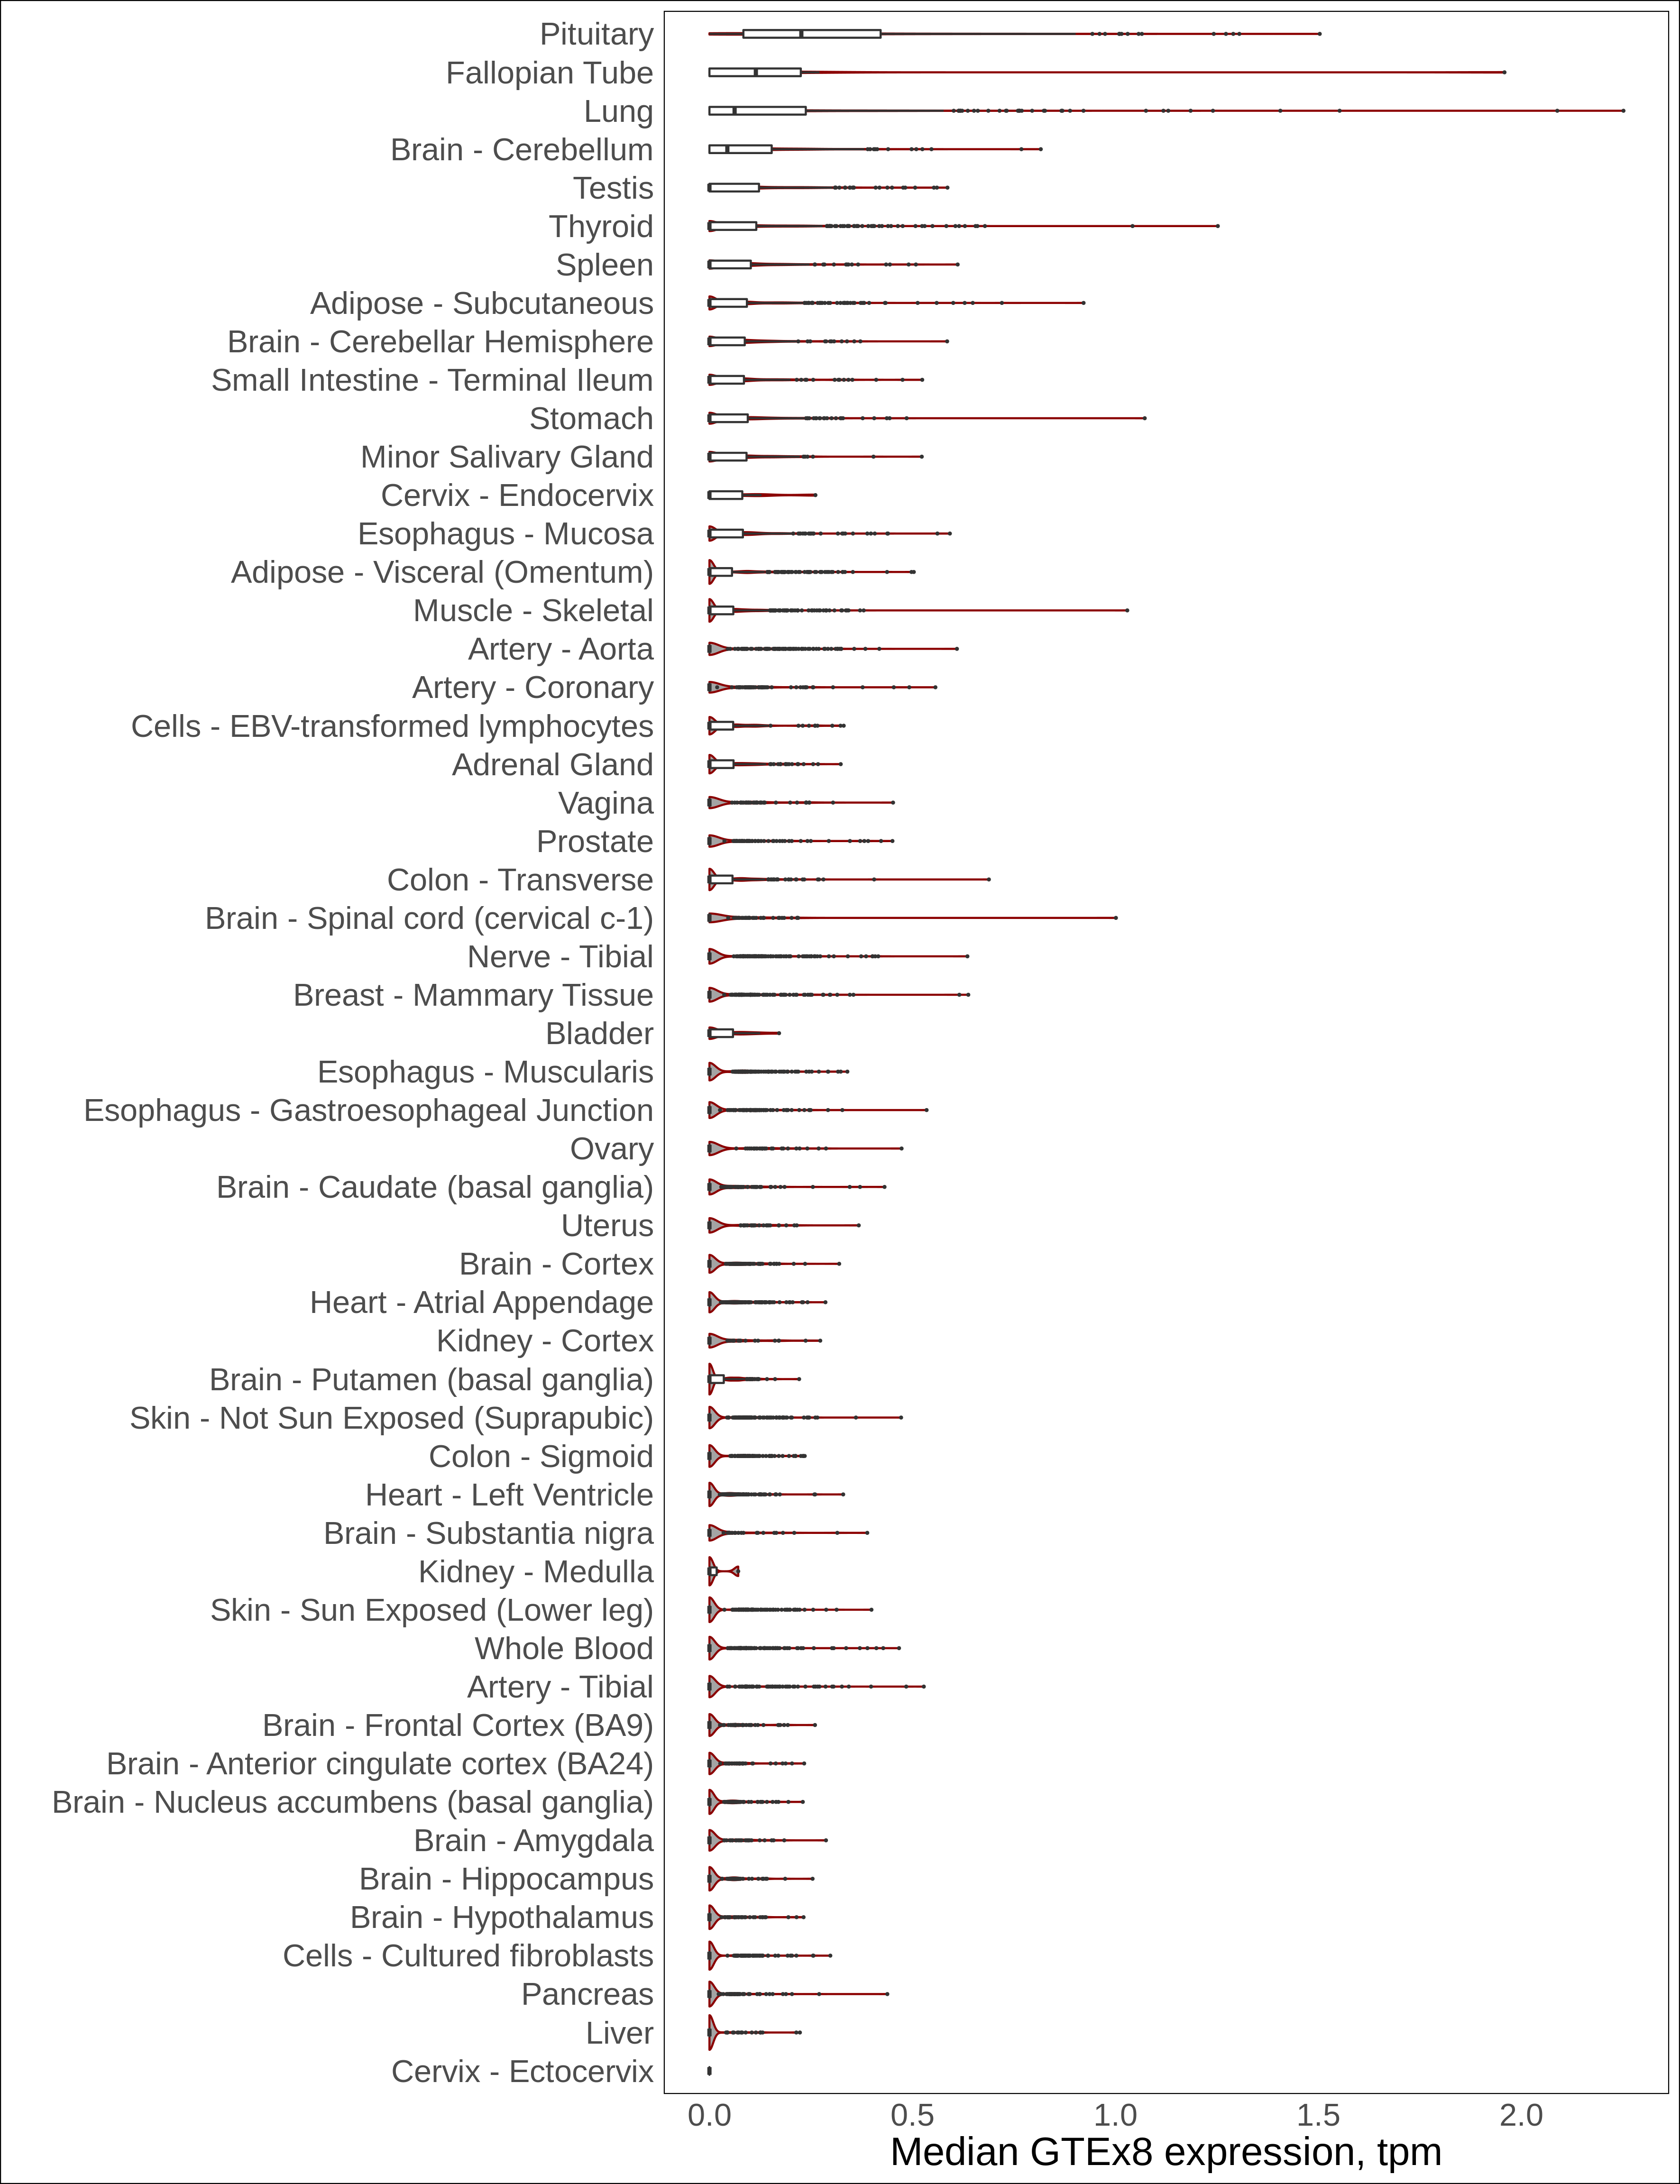 Pituitary
Fallopian Tube
Lung
Brain - Cerebellum
Testis
Thyroid
Spleen
Adipose - Subcutaneous
Brain - Cerebellar Hemisphere
Small Intestine - Terminal Ileum
Stomach
Minor Salivary Gland
Cervix - Endocervix
Esophagus - Mucosa
Adipose - Visceral (Omentum)
Muscle - Skeletal
Artery - Aorta
Artery - Coronary
Cells - EBV-transformed lymphocytes
Adrenal Gland
Vagina
Prostate
Colon - Transverse
Brain - Spinal cord (cervical c-1)
Nerve - Tibial
Breast - Mammary Tissue
Bladder
Esophagus - Muscularis
Esophagus - Gastroesophageal Junction
Ovary
Brain - Caudate (basal ganglia)
Uterus
Brain - Cortex
Heart - Atrial Appendage
Kidney - Cortex
Brain - Putamen (basal ganglia)
Skin - Not Sun Exposed (Suprapubic)
Colon - Sigmoid
Heart - Left Ventricle
Brain - Substantia nigra
Kidney - Medulla
Skin - Sun Exposed (Lower leg)
Whole Blood
Artery - Tibial
Brain - Frontal Cortex (BA9)
Brain - Anterior cingulate cortex (BA24)
Brain - Nucleus accumbens (basal ganglia)
Brain - Amygdala
Brain - Hippocampus
Brain - Hypothalamus
Cells - Cultured fibroblasts
Pancreas
Liver
Cervix - Ectocervix
0.0 0.5 1.0 1.5 2.0
Median GTEx8 expression, tpm